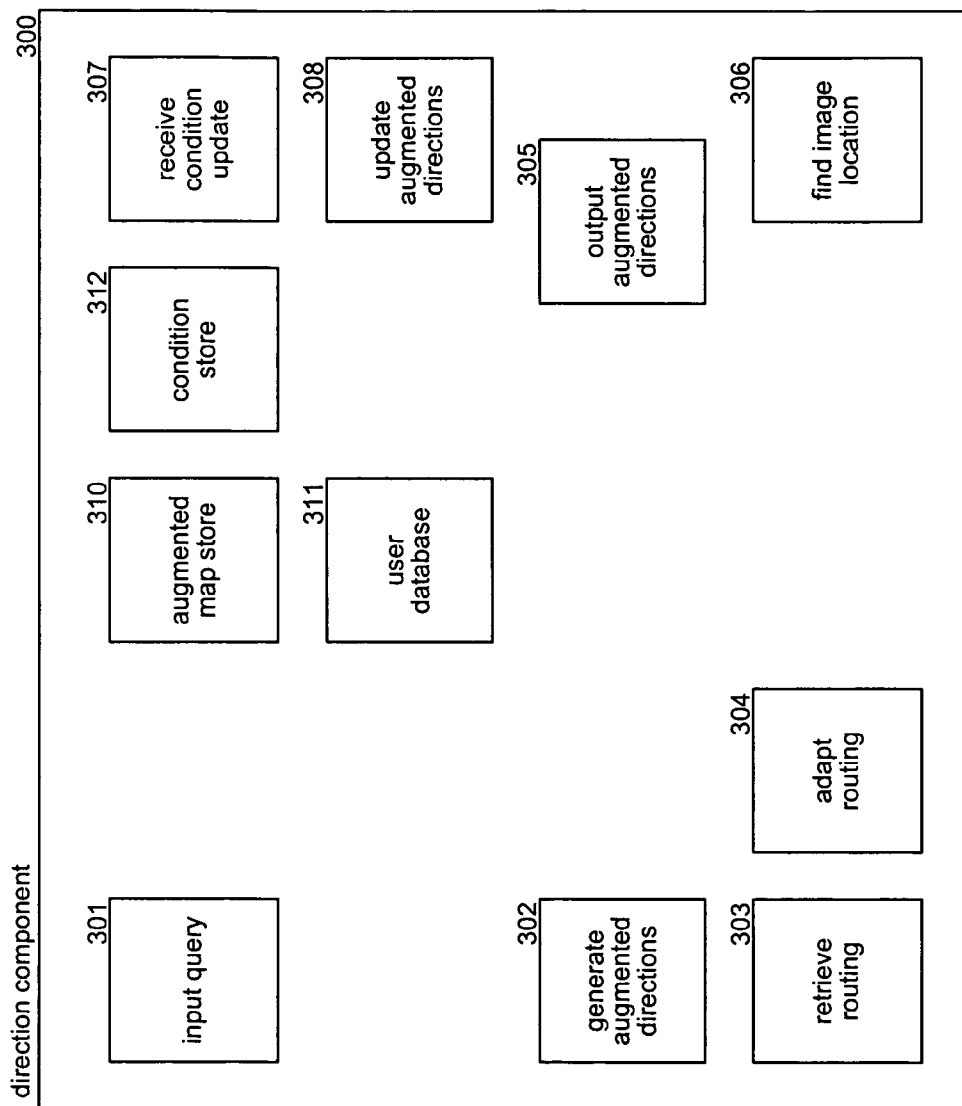 direction component
300
301
input query
310
augmented
map store
312
condition
store
307
receive
condition
update
311
user
database
308
update
augmented
directions
302
generate
augmented
directions
305
output
augmented
directions
303
retrieve
routing
304
adapt
routing
306
find image
location